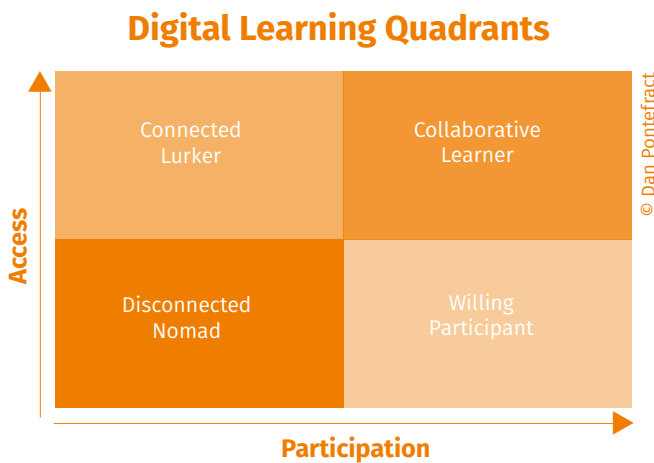 Digital Learning Quadrants
Connected
Lurker
Collaborative
Learner
© Dan Pontefract
Access
Disconnected
Nomad
Willing
Participant
Participation